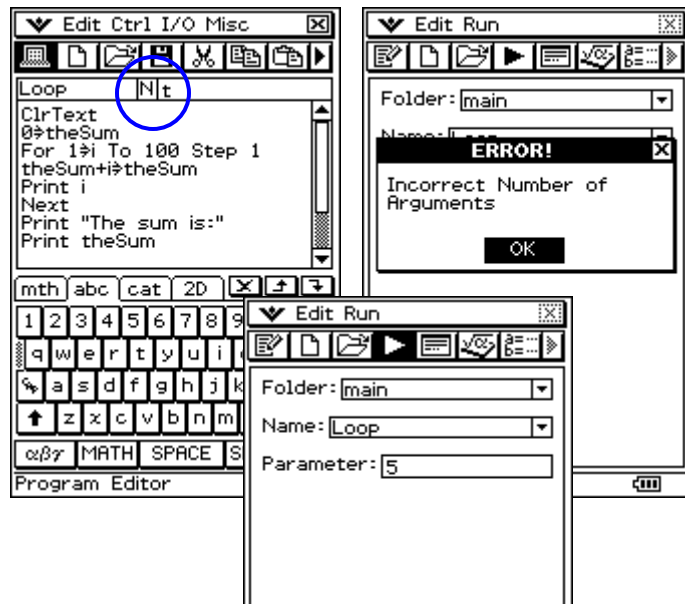 Edit Ctrl I/O Misc
Loop N t
ClrText
0⇒theSum
For 1⇒i To 100 Step 1
theSum+i⇒theSum
Print i
Next
Print "The sum is:"
Print theSum
mth abc cat 2D
1 2 3 4 5 6 7 8 9
q w e r t y u i
a s d f g h j k
z x c v b n m
αβγ MATH SPACE
Program Editor
Edit Run
Folder: main
Name: Loop
ERROR!
Incorrect Number of
Arguments
OK
Edit Run
Folder: main
Name: Loop
Parameter: 5